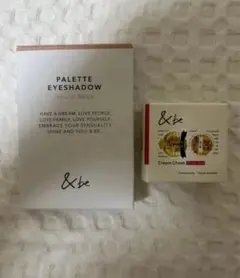 PALETTE
EYESHADOW
HAVE A DREAM. LOVE PEOPLE.
LOVE FAMILY. LOVE YOURSELF.
EMBRACE YOUR SENSUALITY
SHINE AND YOU'LL BE.
&be
&be
Cream Cheek